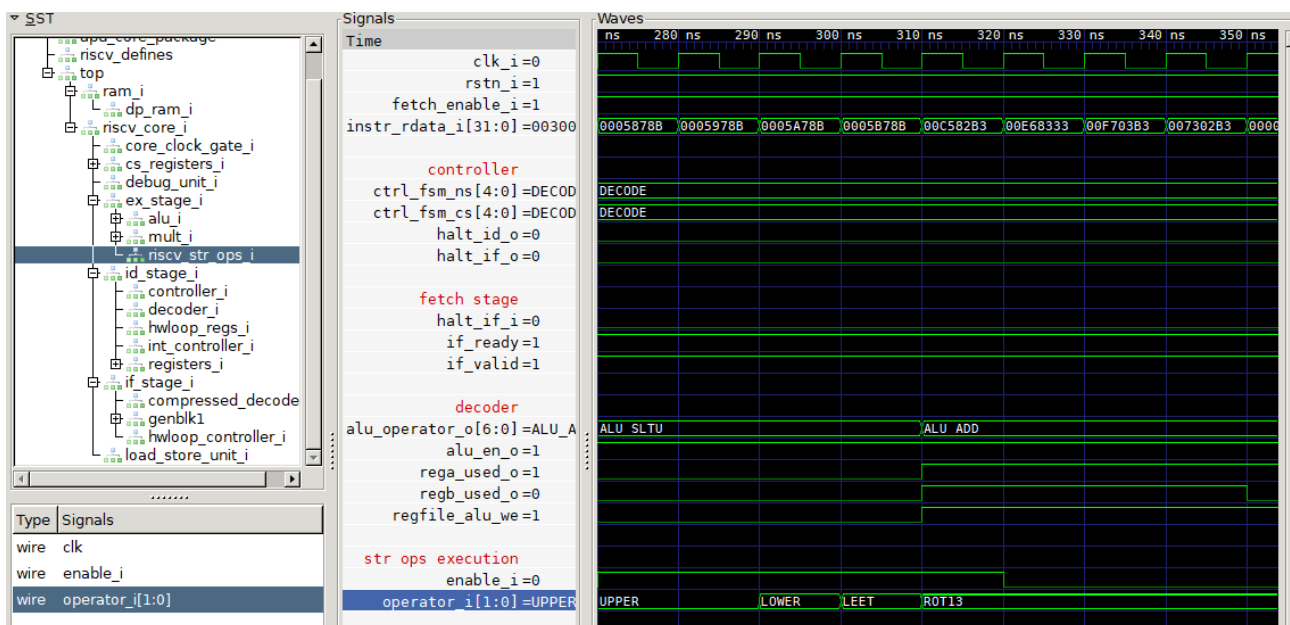 SST
apu_core_package
riscv_defines
top
ram_i
dp_ram_i
riscv_core_i
core_clock_gate_i
cs_registers_i
debug_unit_i
ex_stage_i
alu_i
mult_i
riscv_str_ops_i
id_stage_i
controller_i
decoder_i
hwloop_regs_i
int_controller_i
registers_i
if_stage_i
compressed_decode
genblk1
hwloop_controller_i
load_store_unit_i
Type Signals
wire clk
wire enable_i
wire operator_i[1:0]
Signals
Time
clk_i=0
rstn_i=1
fetch_enable_i=1
instr_rdata_i[31:0]=00300
controller
ctrl_fsm_ns[4:0]=DECOD
ctrl_fsm_cs[4:0]=DECOD
halt_id_o=0
halt_if_o=0
fetch stage
halt_if_i=0
if_ready=1
if_valid=1
decoder
alu_operator_o[6:0]=ALU_A
alu_en_o=1
rega_used_o=1
regb_used_o=0
regfile_alu_we=1
str ops execution
enable_i=0
operator_i[1:0]=UPPER
Waves
ns 280 ns 290 ns 300 ns 310 ns 320 ns 330 ns 340 ns 350 ns
0005878B 0005978B 0005A78B 0005B78B 00C582B3 00E68333 00F703B3 007302B3 0000
DECODE
DECODE
ALU_SLTU ALU_ADD
UPPER LOWER LEET ROT13